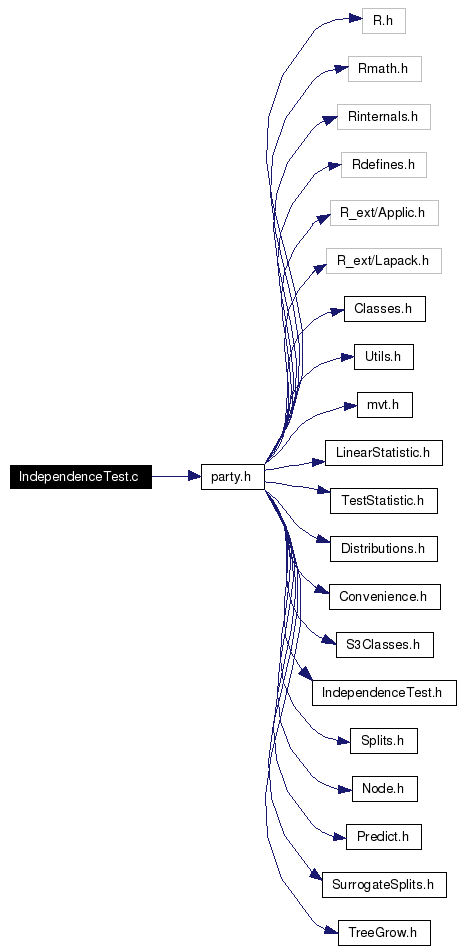 R.h
Rmath.h
Rinternals.h
Rdefines.h
R_ext/Applic.h
R_ext/Lapack.h
Classes.h
Utils.h
mvt.h
LinearStatistic.h
IndependenceTest.c
party.h
TestStatistic.h
Distributions.h
Convenience.h
S3Classes.h
IndependenceTest.h
Splits.h
Node.h
Predict.h
SurrogateSplits.h
TreeGrow.h